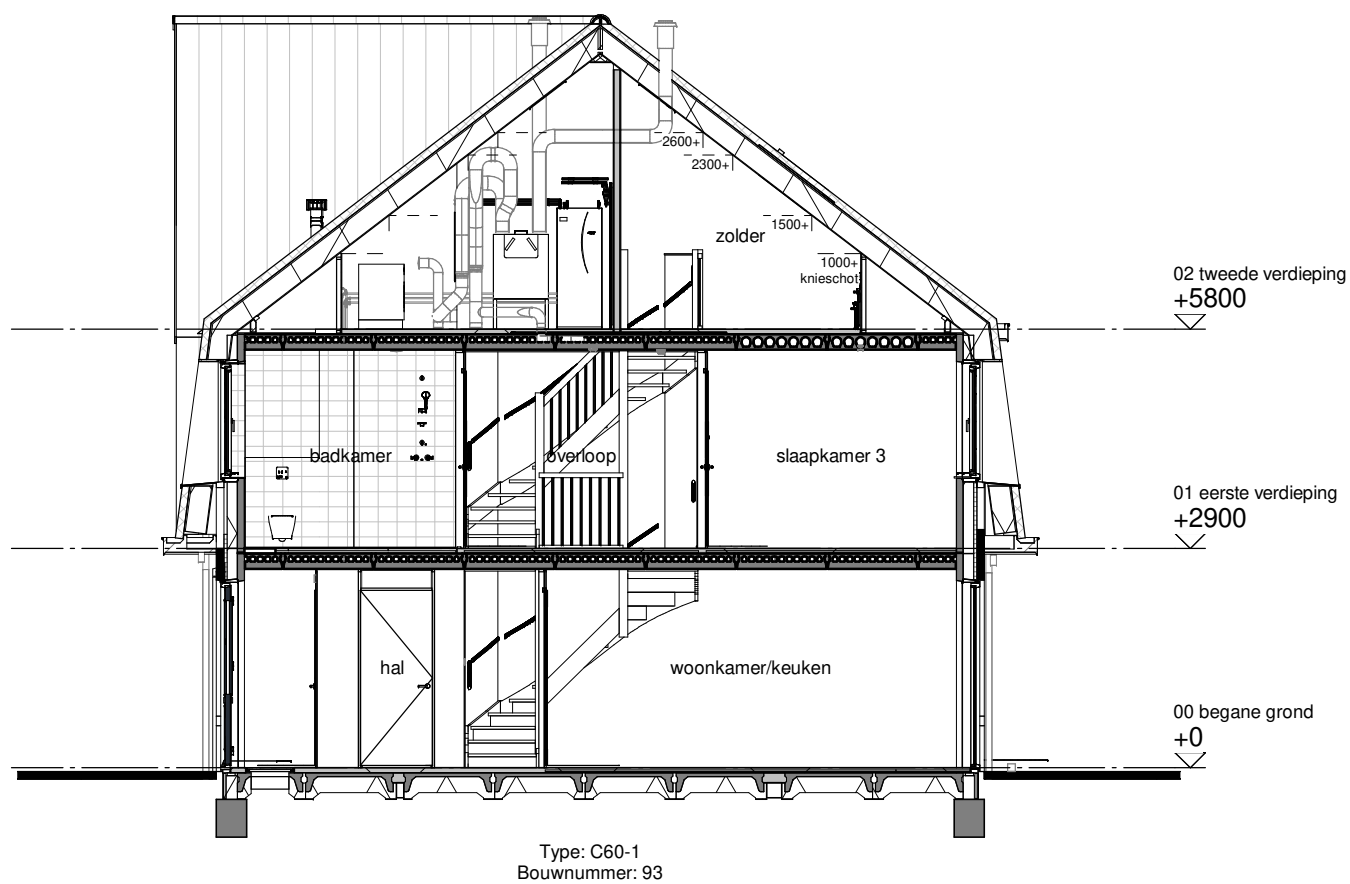 2600+
2300+
1500+
zolder
1000+
knieschot
02 tweede verdieping
+5800
badkamer
overloop
slaapkamer 3
01 eerste verdieping
+2900
hal
woonkamer/keuken
00 begane grond
+0
Type: C60-1
Bouwnummer: 93